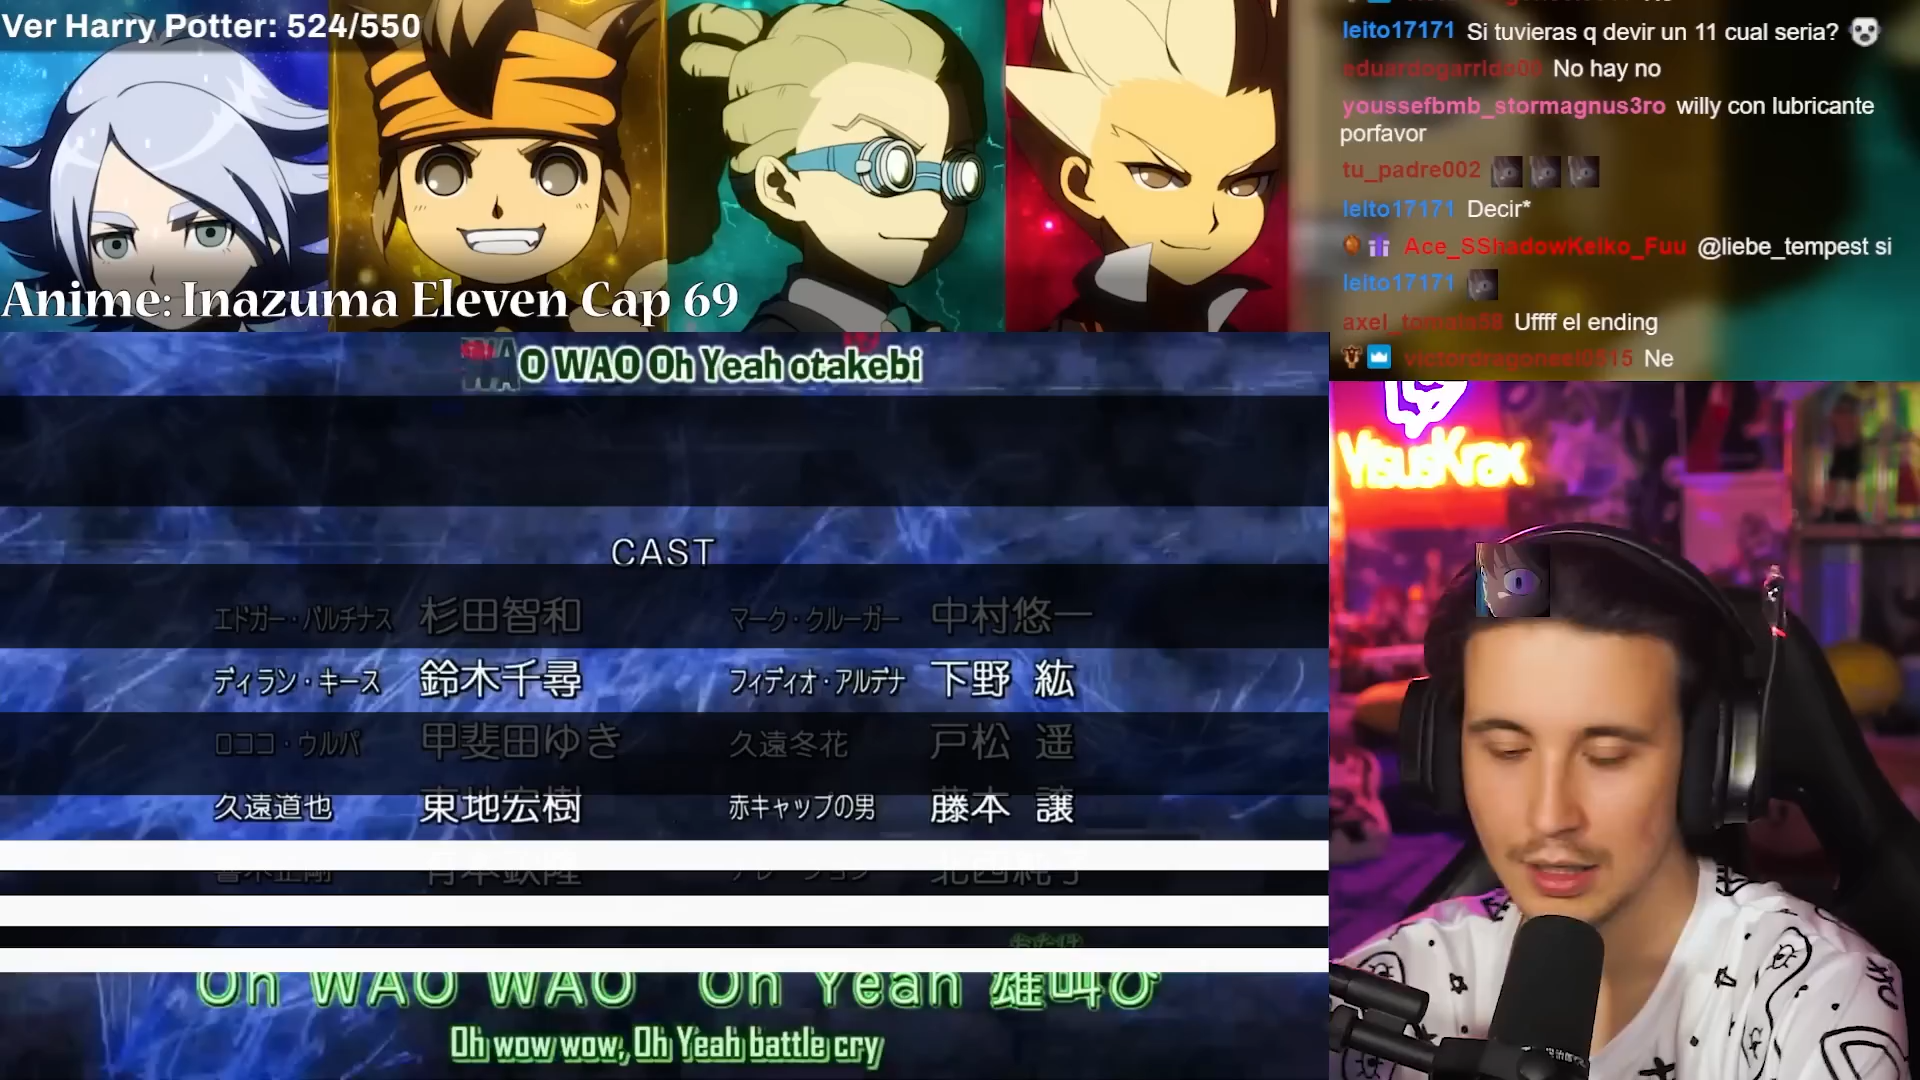 Ver Harry Potter: 524/550
Anime: Inazuma Eleven Cap 69
WAO WAO Oh Yeah otakebi
CAST
エドガー・バルチナス 杉田智和 マーク・クルーガー 中村悠一
ディラン・キース 鈴木千尋 フィディオ・アルデナ 下野 紘
ロココ・ウルパ 甲斐田ゆき 久遠冬花 戸松 遥
久遠道也 東地宏樹 赤キャップの男 藤本 譲
Oh WAO WAO Oh Yeah 雄叫び
Oh wow wow, Oh Yeah battle cry
leito17171 Si tuvieras q devir un 11 cual seria?
eduardogarrido00 No hay no
youssefbmb_stormagnus3ro willy con lubricante
porfavor
tu_padre002
leito17171 Decir*
Ace_SShadowKeiko_Fuu @liebe_tempest si
leito17171
axel_tomate58 Uffff el ending
victordragoneel0815 Ne
VisusKrax